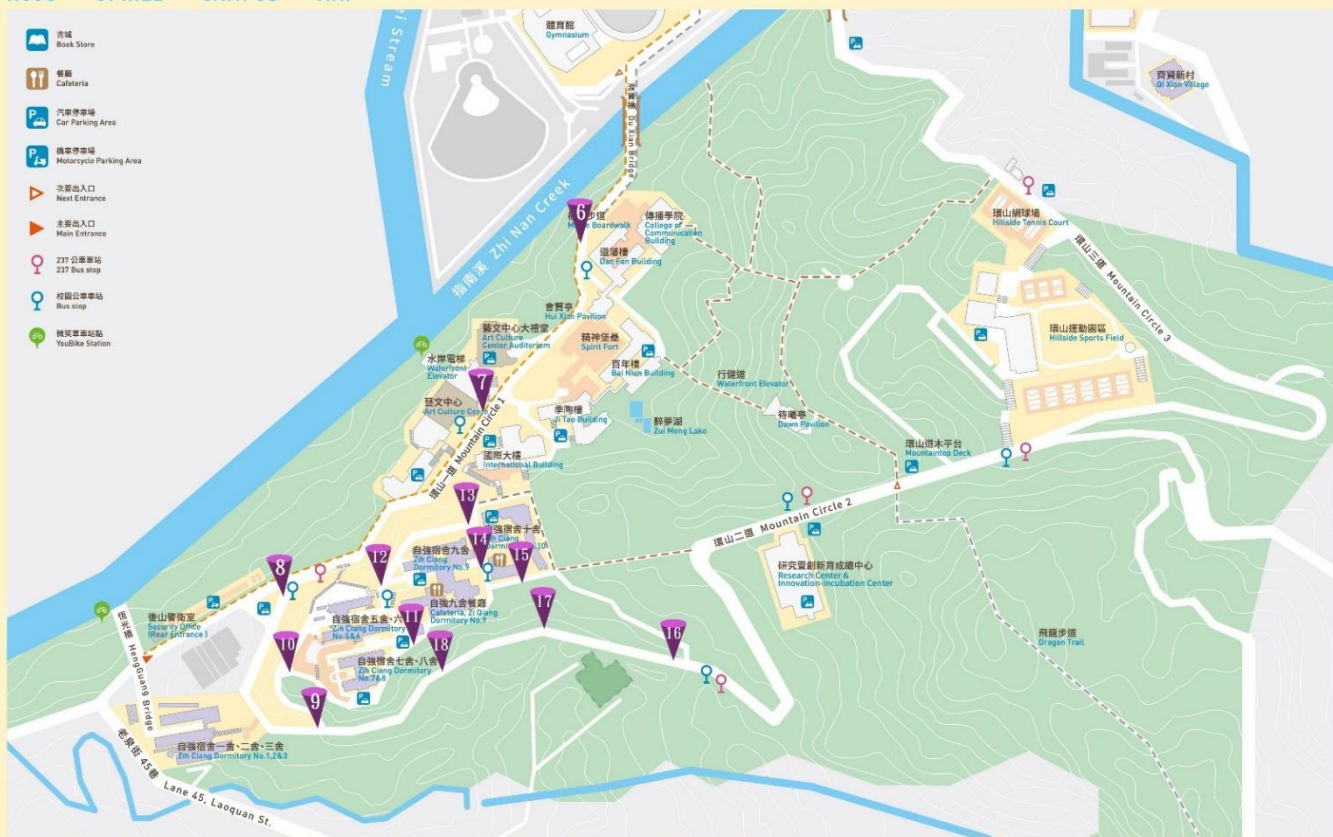 書城
Book Store
餐廳
Cafeteria
汽車停車場
Car Parking Area
機車停車場
Motorcycle Parking Area
次要出入口
Next Entrance
主要出入口
Main Entrance
237 公車車站
237 Bus stop
校園公車車站
Bus stop
微笑單車站點
YouBike Station
體育館
Gymnasium
Stream
指南溪 Zhi Nan Creek
Du Xian Bridge
齊賢新村
Qi Xian Village
6
步道
Boardwalk
傳播學院
College of
Communication
Building
道藩樓
Dao Fan Building
會賢亭
Hui Xian Pavilion
環山網球場
Hillside Tennis Court
環山三道 Mountain Circle 3
藝文中心大禮堂
Art Culture
Center Auditorium
精神堡壘
Spirit Fort
百年樓
Bai Nian Building
環山運動園區
Hillside Sports Field
水岸電梯
Waterfront
Elevator
7
行健道
Waterfront Elevator
藝文中心
Art Culture
季陶樓
Ji Tao Building
醉夢湖
Zui Meng Lake
待曦亭
Dawn Pavilion
環山一道 Mountain Circle 1
國際大樓
International Building
環山道木平台
Mountaintop Deck
13
環山二道 Mountain Circle 2
自強宿舍十舍
Zih Ciang
10
14
自強宿舍九舍
Zih Ciang
Dormitory No.9
15
12
8
研究暨創新育成總中心
Research Center &
Innovation-Incubation Center
自強九舍餐廳
Cafeteria, Zi Qiang
Dormitory No.9
17
後山警衛室
Security Office
(Rear Entrance)
自強宿舍五舍、六
Zih Ciang Dormitory
No.5&6
11
18
16
10
自強宿舍七舍、八舍
Zih Ciang Dormitory
No.7&8
飛龍步道
Dragon Trail
恆光橋 HengGuang Bridge
9
自強宿舍一舍、二舍、三舍
Zih Ciang Dormitory No.1,2&3
老泉街 45巷 Lane 45, Laoquan St.